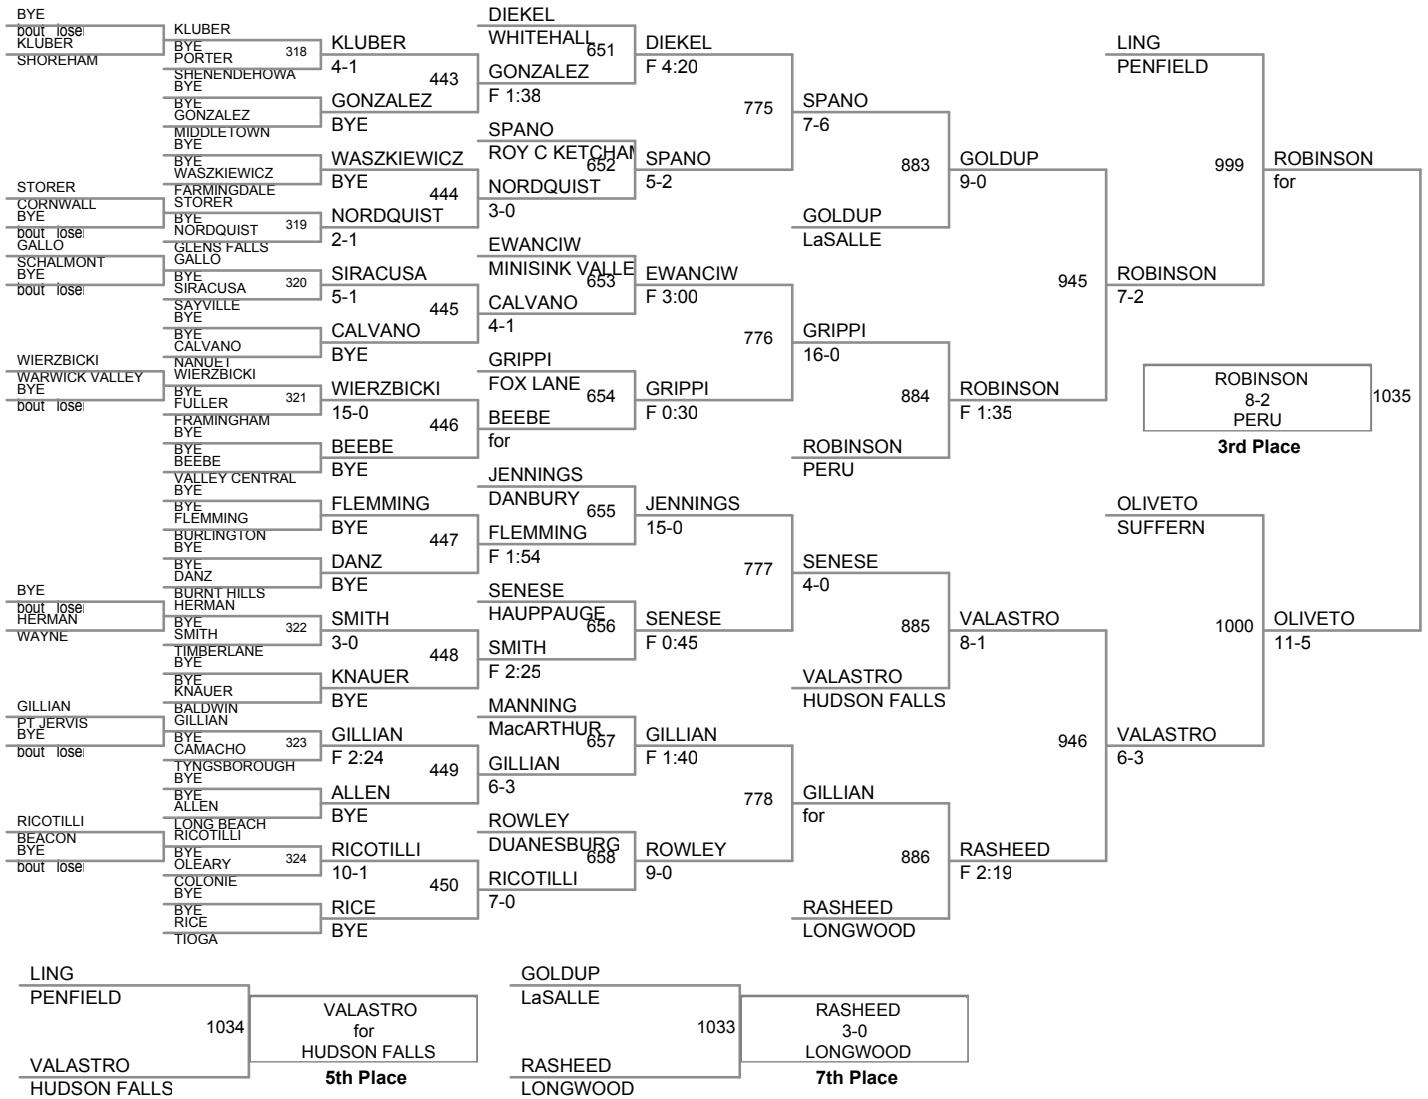 BYE
bout loser
KLUBER
SHOREHAM
STORER
CORNWALL
BYE
bout loser
GALLO
SCHALMONT
BYE
bout loser
WIERZBICKI
WARWICK VALLEY
BYE
bout loser
BYE
bout loser
HERMAN
WAYNE
GILLIAN
PT JERVIS
BYE
bout loser
RICOTILLI
BEACON
BYE
bout loser
KLUBER
BYE
PORTER
318
SHENENDEHOWA
BYE
BYE
GONZALEZ
MIDDLETOWN
BYE
BYE
WASZKIEWICZ
FARMINGDALE
STORER
BYE
NORDQUIST
319
GLENS FALLS
GALLO
BYE
SIRACUSA
320
SAYVILLE
BYE
BYE
CALVANO
NANUET
WIERZBICKI
BYE
FULLER
321
FRAMINGHAM
BYE
BYE
BEEBE
VALLEY CENTRAL
BYE
BYE
FLEMMING
BURLINGTON
BYE
BYE
DANZ
BURNT HILLS
HERMAN
BYE
SMITH
322
TIMBERLANE
BYE
BYE
KNAUER
BALDWIN
GILLIAN
BYE
CAMACHO
323
TYNGSBOROUGH
BYE
BYE
ALLEN
LONG BEACH
RICOTILLI
BYE
OLEARY
324
COLONIE
BYE
BYE
RICE
TIOGA
KLUBER
4-1
443
GONZALEZ
BYE
WASZKIEWICZ
BYE
444
NORDQUIST
2-1
SIRACUSA
5-1
445
CALVANO
BYE
WIERZBICKI
15-0
446
BEEBE
BYE
FLEMMING
BYE
447
DANZ
BYE
SMITH
3-0
448
KNAUER
BYE
GILLIAN
F 2:24
449
ALLEN
BYE
RICOTILLI
10-1
450
RICE
BYE
DIEKEL
WHITEHALL
651
GONZALEZ
F 1:38
SPANO
ROY C KETCHAM
652
NORDQUIST
3-0
EWANCIW
MINISINK VALLE
653
CALVANO
4-1
GRIPPI
FOX LANE
654
BEEBE
for
JENNINGS
DANBURY
655
FLEMMING
F 1:54
SENESE
HAUPPAUGE
656
SMITH
F 2:25
MANNING
MacARTHUR
657
GILLIAN
6-3
ROWLEY
DUANESBURG
658
RICOTILLI
7-0
DIEKEL
F 4:20
775
SPANO
5-2
EWANCIW
F 3:00
776
GRIPPI
F 0:30
JENNINGS
15-0
777
SENESE
F 0:45
GILLIAN
F 1:40
778
ROWLEY
9-0
SPANO
7-6
883
GOLDUP
LaSALLE
GRIPPI
16-0
884
ROBINSON
PERU
SENESE
4-0
885
VALASTRO
HUDSON FALLS
GILLIAN
for
886
RASHEED
LONGWOOD
GOLDUP
9-0
945
ROBINSON
F 1:35
VALASTRO
8-1
946
RASHEED
F 2:19
LING
PENFIELD
999
ROBINSON
7-2
OLIVETO
SUFFERN
1000
VALASTRO
6-3
ROBINSON
for
OLIVETO
11-5
ROBINSON
8-2
PERU
1035
3rd Place
LING
PENFIELD
1034
VALASTRO
HUDSON FALLS
VALASTRO
for
HUDSON FALLS
5th Place
GOLDUP
LaSALLE
1033
RASHEED
LONGWOOD
RASHEED
3-0
LONGWOOD
7th Place